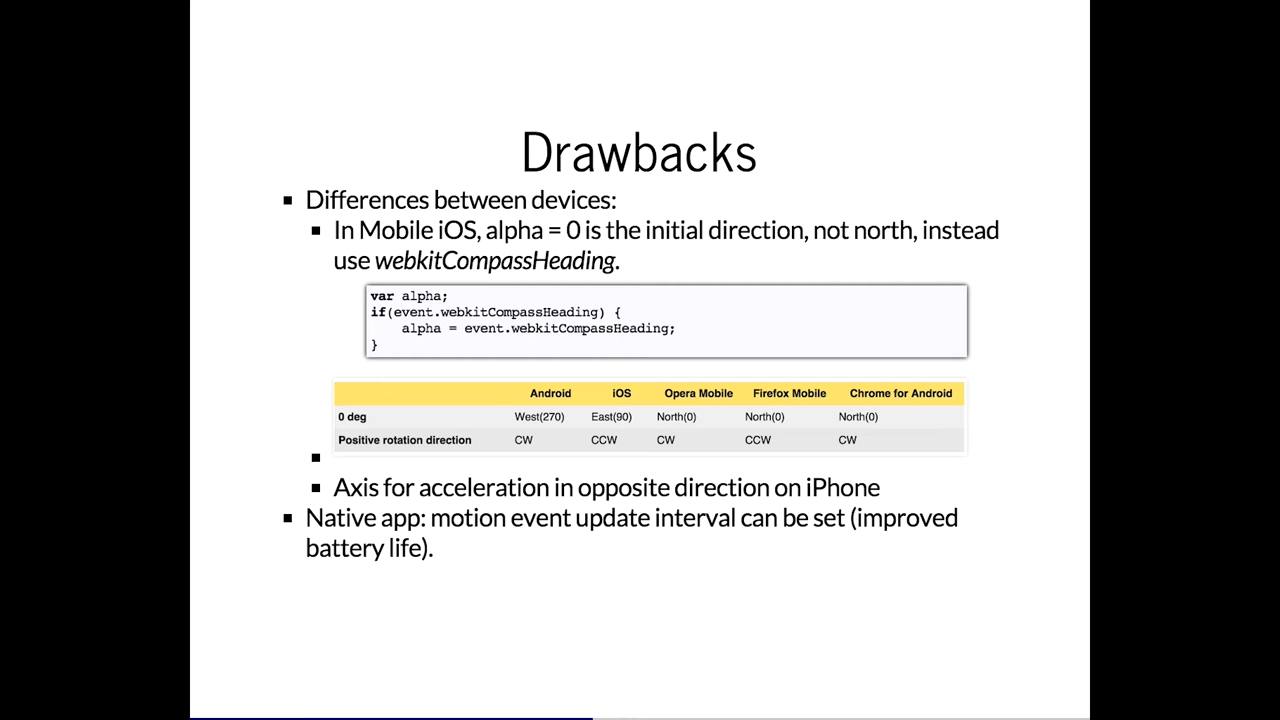 Drawbacks
Differences between devices:
In Mobile iOS, alpha = 0 is the initial direction, not north, instead
use webkitCompassHeading.
var alpha;
if(event.webkitCompassHeading) {
    alpha = event.webkitCompassHeading;
}
Android iOS Opera Mobile Firefox Mobile Chrome for Android
0 deg West(270) East(90) North(0) North(0) North(0)
Positive rotation direction CW CCW CW CCW CW
Axis for acceleration in opposite direction on iPhone
Native app: motion event update interval can be set (improved
battery life).